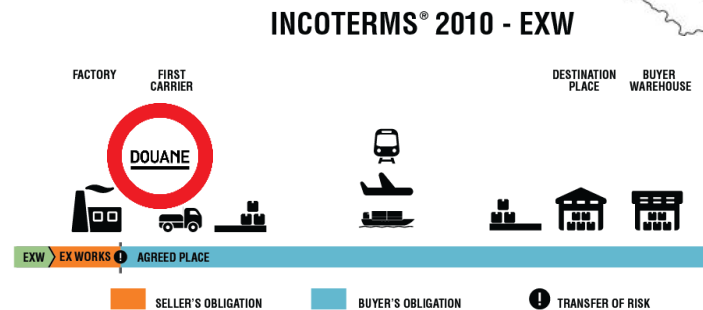 INCOTERMS® 2010 - EXW
FACTORY
FIRST
CARRIER
DESTINATION
PLACE
BUYER
WAREHOUSE
DOUANE
EXW
EX WORKS
!
AGREED PLACE
SELLER'S OBLIGATION
BUYER'S OBLIGATION
!
TRANSFER OF RISK